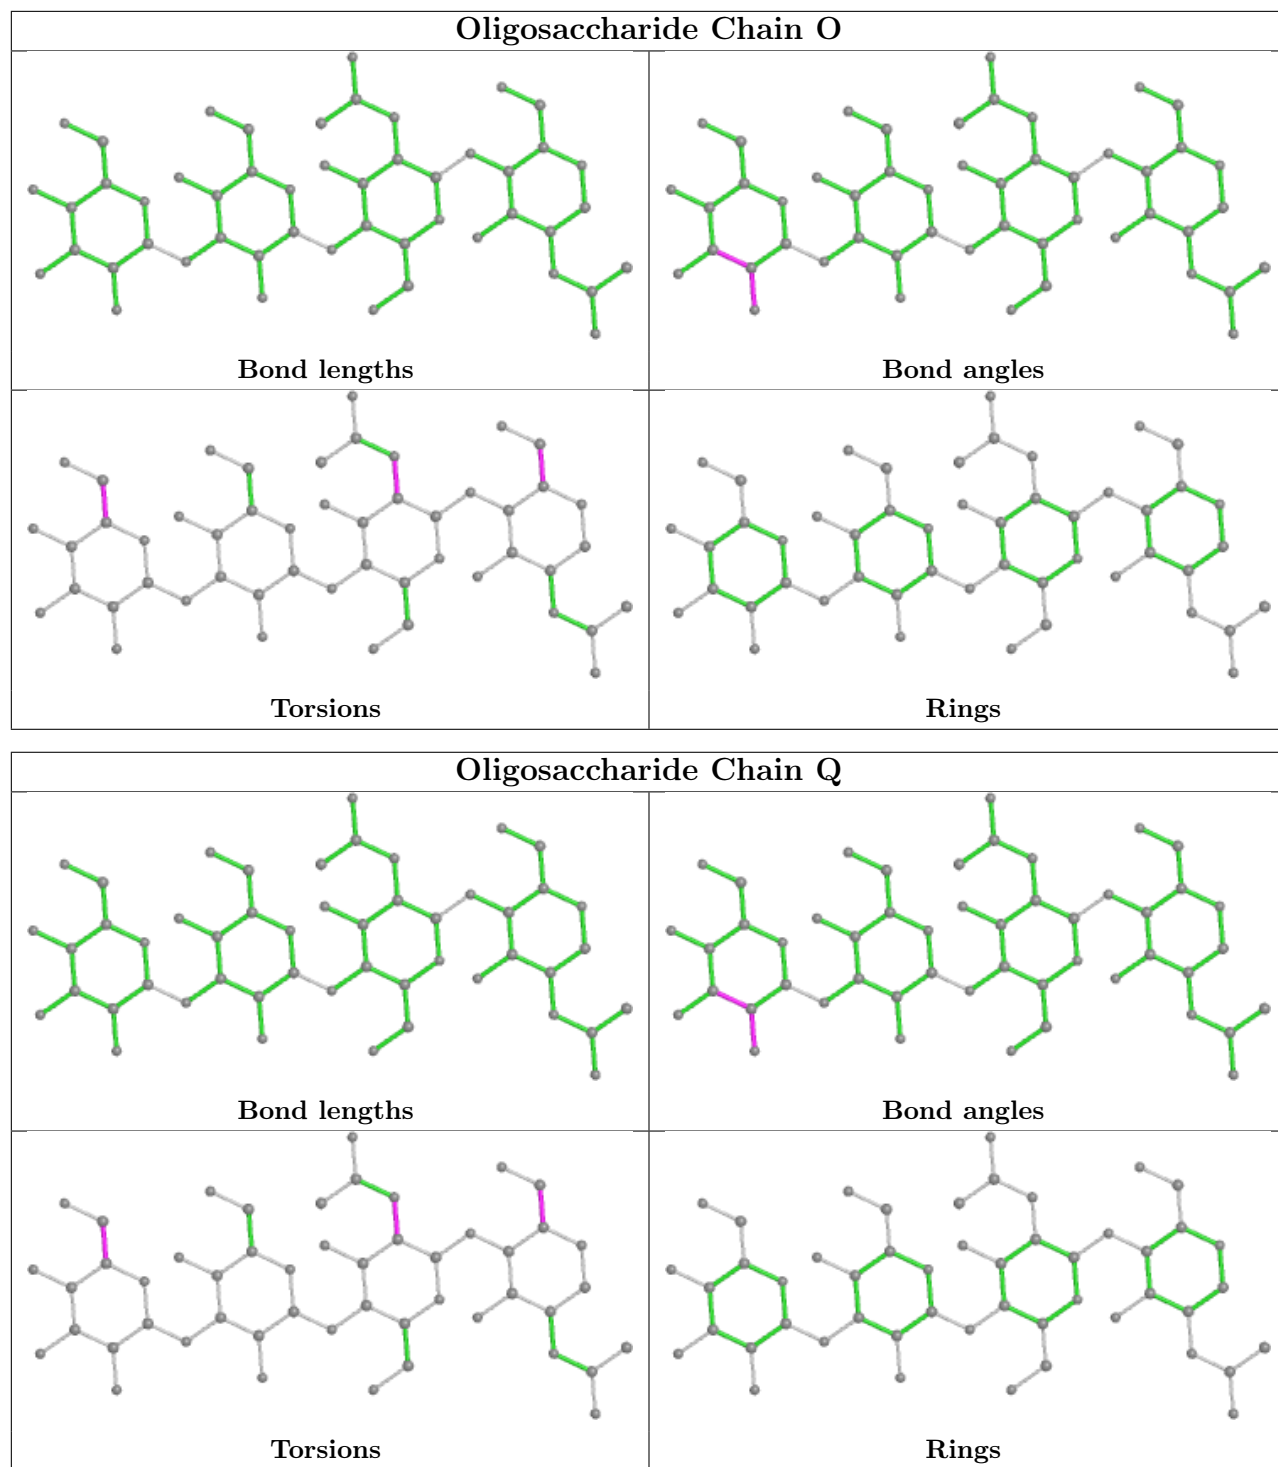 Oligosaccharide Chain O
Bond lengths
Bond angles
Torsions
Rings
Oligosaccharide Chain Q
Bond lengths
Bond angles
Torsions
Rings